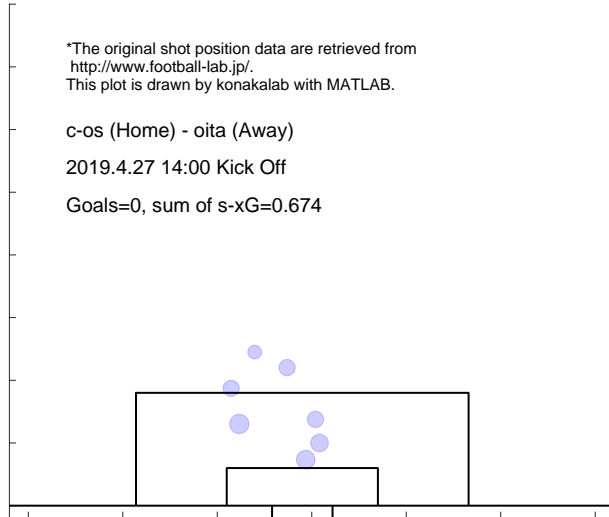 *The original shot position data are retrieved from
http://www.football-lab.jp/.
This plot is drawn by konakalab with MATLAB.
c-os (Home) - oita (Away)
2019.4.27 14:00 Kick Off
Goals=0, sum of s-xG=0.674